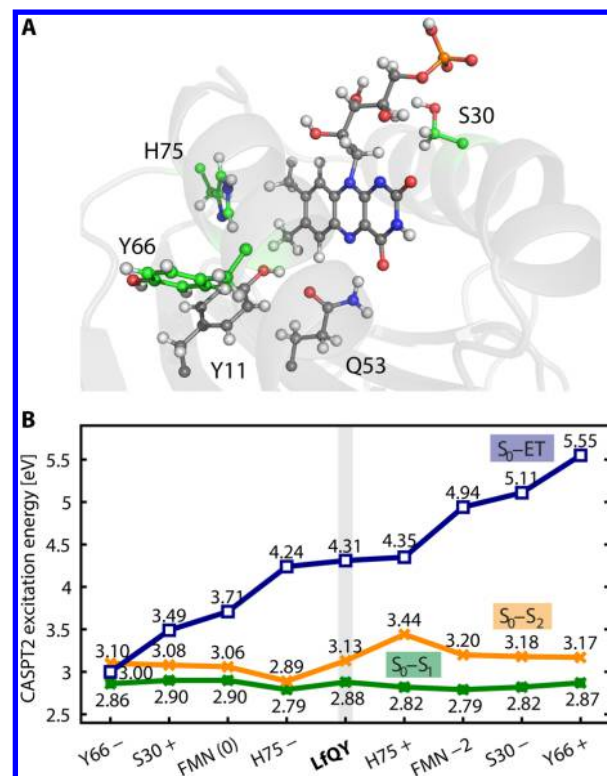 A
S30
H75
Y66
Y11
Q53
B
CASPT2 excitation energy [eV]
5.5
5
4.5
4
3.5
3
2.5
S₀–ET
5.55
5.11
4.94
4.35
4.31
4.24
3.71
3.49
3.00
S₀–S₂
3.10 3.08 3.06 2.89 3.13 3.44 3.20 3.18 3.17
S₀–S₁
2.86 2.90 2.90 2.79 2.88 2.82 2.79 2.82 2.87
Y66 − S30 + FMN (0) H75 − LfQY H75 + FMN −2 S30 − Y66 +